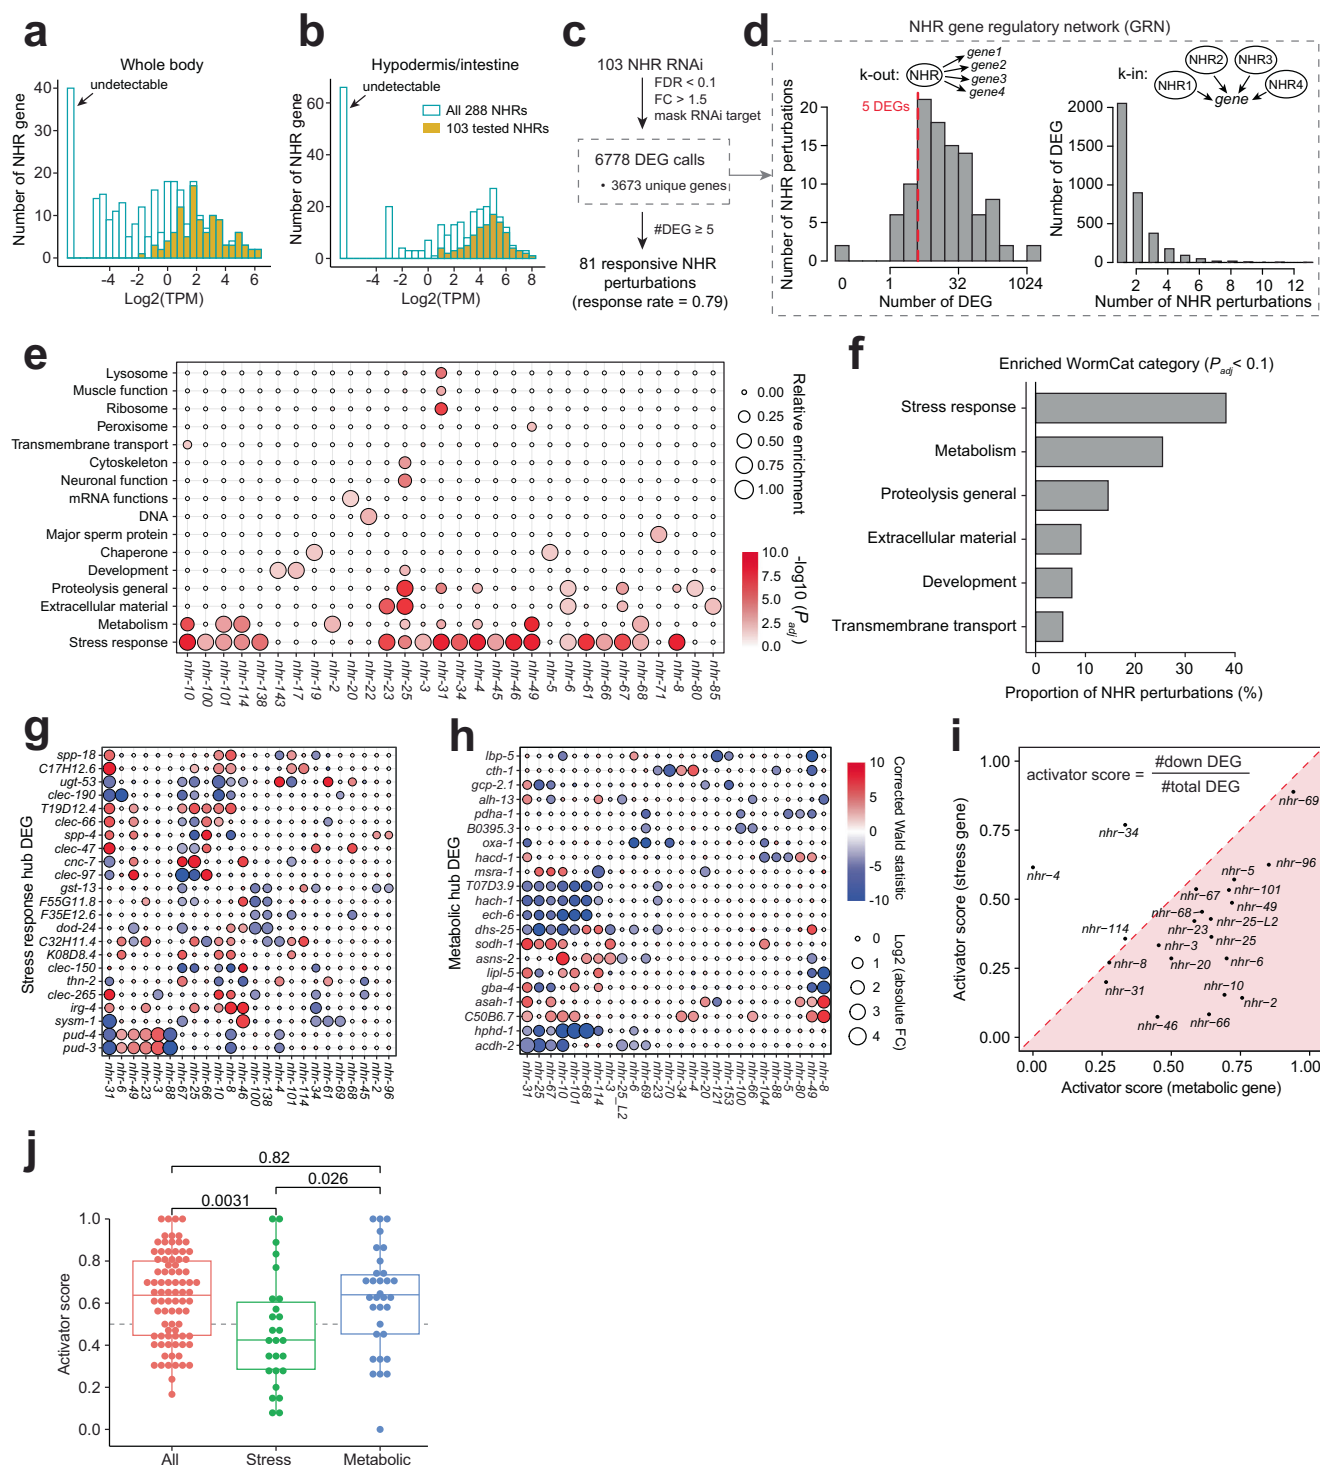 a
Whole body
undetectable
Number of NHR gene
40
30
20
10
0
-4 -2 0 2 4 6
Log2(TPM)
b
Hypodermis/intestine
undetectable
All 288 NHRs
103 tested NHRs
Number of NHR gene
60
40
20
0
-4 -2 0 2 4 6 8
Log2(TPM)
c
103 NHR RNAi
FDR < 0.1
FC > 1.5
mask RNAi target
6778 DEG calls
• 3673 unique genes
#DEG ≥ 5
81 responsive NHR
perturbations
(response rate = 0.79)
d
NHR gene regulatory network (GRN)
k-out:
NHR
gene1
gene2
gene3
gene4
5 DEGs
Number of NHR perturbations
20
15
10
5
0
0 1 32 1024
Number of DEG
k-in:
NHR1
NHR2
NHR3
NHR4
gene
Number of DEG
2000
1500
1000
500
0
2 4 6 8 10 12
Number of NHR perturbations
e
Lysosome
Muscle function
Ribosome
Peroxisome
Transmembrane transport
Cytoskeleton
Neuronal function
mRNA functions
DNA
Major sperm protein
Chaperone
Development
Proteolysis general
Extracellular material
Metabolism
Stress response
nhr-10
nhr-100
nhr-101
nhr-114
nhr-138
nhr-143
nhr-17
nhr-19
nhr-2
nhr-20
nhr-22
nhr-23
nhr-25
nhr-3
nhr-31
nhr-34
nhr-4
nhr-45
nhr-46
nhr-49
nhr-5
nhr-6
nhr-61
nhr-66
nhr-67
nhr-68
nhr-71
nhr-8
nhr-80
nhr-85
Relative enrichment
0.00
0.25
0.50
0.75
1.00
-log10 (Padj)
10.0
7.5
5.0
2.5
0.0
f
Enriched WormCat category (Padj< 0.1)
Stress response
Metabolism
Proteolysis general
Extracellular material
Development
Transmembrane transport
0 10 20 30 40
Proportion of NHR perturbations (%)
g
Stress response hub DEG
spp-18
C17H12.6
ugt-53
clec-190
T19D12.4
clec-66
spp-4
clec-47
cnc-7
clec-97
gst-13
F55G11.8
F35E12.6
dod-24
C32H11.4
K08D8.4
clec-150
thn-2
clec-265
irg-4
sysm-1
pud-4
pud-3
nhr-31
nhr-6
nhr-49
nhr-23
nhr-3
nhr-88
nhr-67
nhr-25
nhr-66
nhr-10
nhr-8
nhr-46
nhr-100
nhr-138
nhr-4
nhr-101
nhr-114
nhr-34
nhr-61
nhr-69
nhr-68
nhr-45
nhr-2
nhr-96
h
Metabolic hub DEG
lbp-5
cth-1
gcp-2.1
alh-13
pdha-1
B0395.3
oxa-1
hacd-1
msra-1
T07D3.9
hach-1
ech-6
dhs-25
sodh-1
asns-2
lipl-5
gba-4
asah-1
C50B6.7
hphd-1
acdh-2
nhr-31
nhr-25
nhr-67
nhr-10
nhr-101
nhr-68
nhr-114
nhr-3
nhr-25_L2
nhr-6
nhr-69
nhr-23
nhr-70
nhr-34
nhr-4
nhr-20
nhr-121
nhr-153
nhr-100
nhr-66
nhr-104
nhr-88
nhr-5
nhr-80
nhr-49
nhr-8
Corrected Wald statistic
10
5
0
-5
-10
Log2 (absolute FC)
0
1
2
3
4
i
activator score = #down DEG
#total DEG
Activator score (stress gene)
1.00
0.75
0.50
0.25
0.00
nhr-69
nhr-34
nhr-4
nhr-96
nhr-5
nhr-67
nhr-101
nhr-49
nhr-68
nhr-25-L2
nhr-23
nhr-114
nhr-25
nhr-3
nhr-8
nhr-20
nhr-6
nhr-31
nhr-10
nhr-2
nhr-46
nhr-66
0.00 0.25 0.50 0.75 1.00
Activator score (metabolic gene)
j
0.82
0.026
0.0031
Activator score
1.0
0.8
0.6
0.4
0.2
0.0
All Stress Metabolic